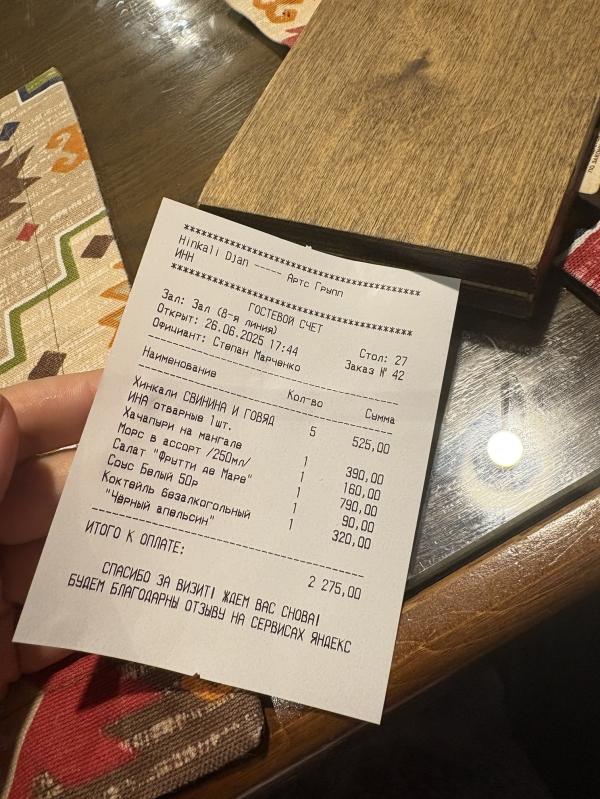 ****************************************
Hinkali Djan ------ Артс Групп
ИНН
****************************************
ГОСТЕВОЙ СЧЕТ
Зал: Зал (8-я линия) Стол: 27
Открыт: 26.06.2025 17:44 Заказ № 42
Официант: Степан Марченко
Наименование Кол-во Сумма
Хинкали СВИНИНА И ГОВЯД 5 525,00
ИНА отварные 1шт.
Хачапури на мангале 1 390,00
Морс в ассорт /250мл/ 1 160,00
Салат "Фрутти де Маре" 1 790,00
Соус Белый 50р 1 90,00
Коктейль безалкогольный 1 320,00
"Чёрный апельсин"
ИТОГО К ОПЛАТЕ: 2 275,00
СПАСИБО ЗА ВИЗИТ! ЖДЕМ ВАС СНОВА!
БУДЕМ БЛАГОДАРНЫ ОТЗЫВУ НА СЕРВИСАХ ЯНДЕКС